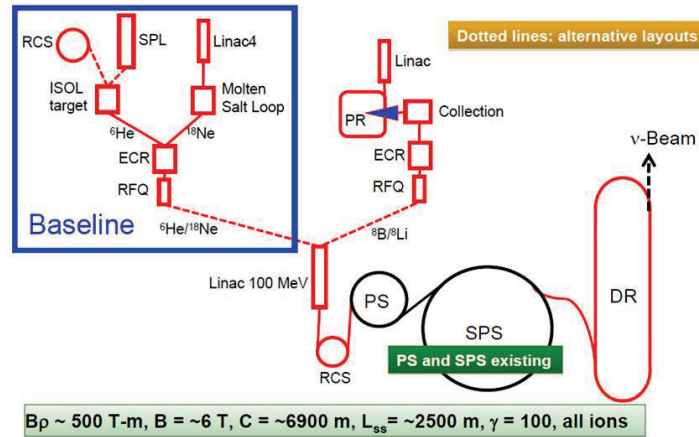 RCS
SPL
Linac4
Dotted lines: alternative layouts
Linac
ISOL
target
Molten
Salt Loop
PR
Collection
⁶He
¹⁸Ne
ECR
ECR
ν-Beam
RFQ
RFQ
Baseline
⁶He/¹⁸Ne
⁸B/⁸Li
Linac 100 MeV
PS
DR
SPS
PS and SPS existing
RCS
Bρ ~ 500 T-m, B = ~6 T, C = ~6900 m, Lss= ~2500 m, γ = 100, all ions